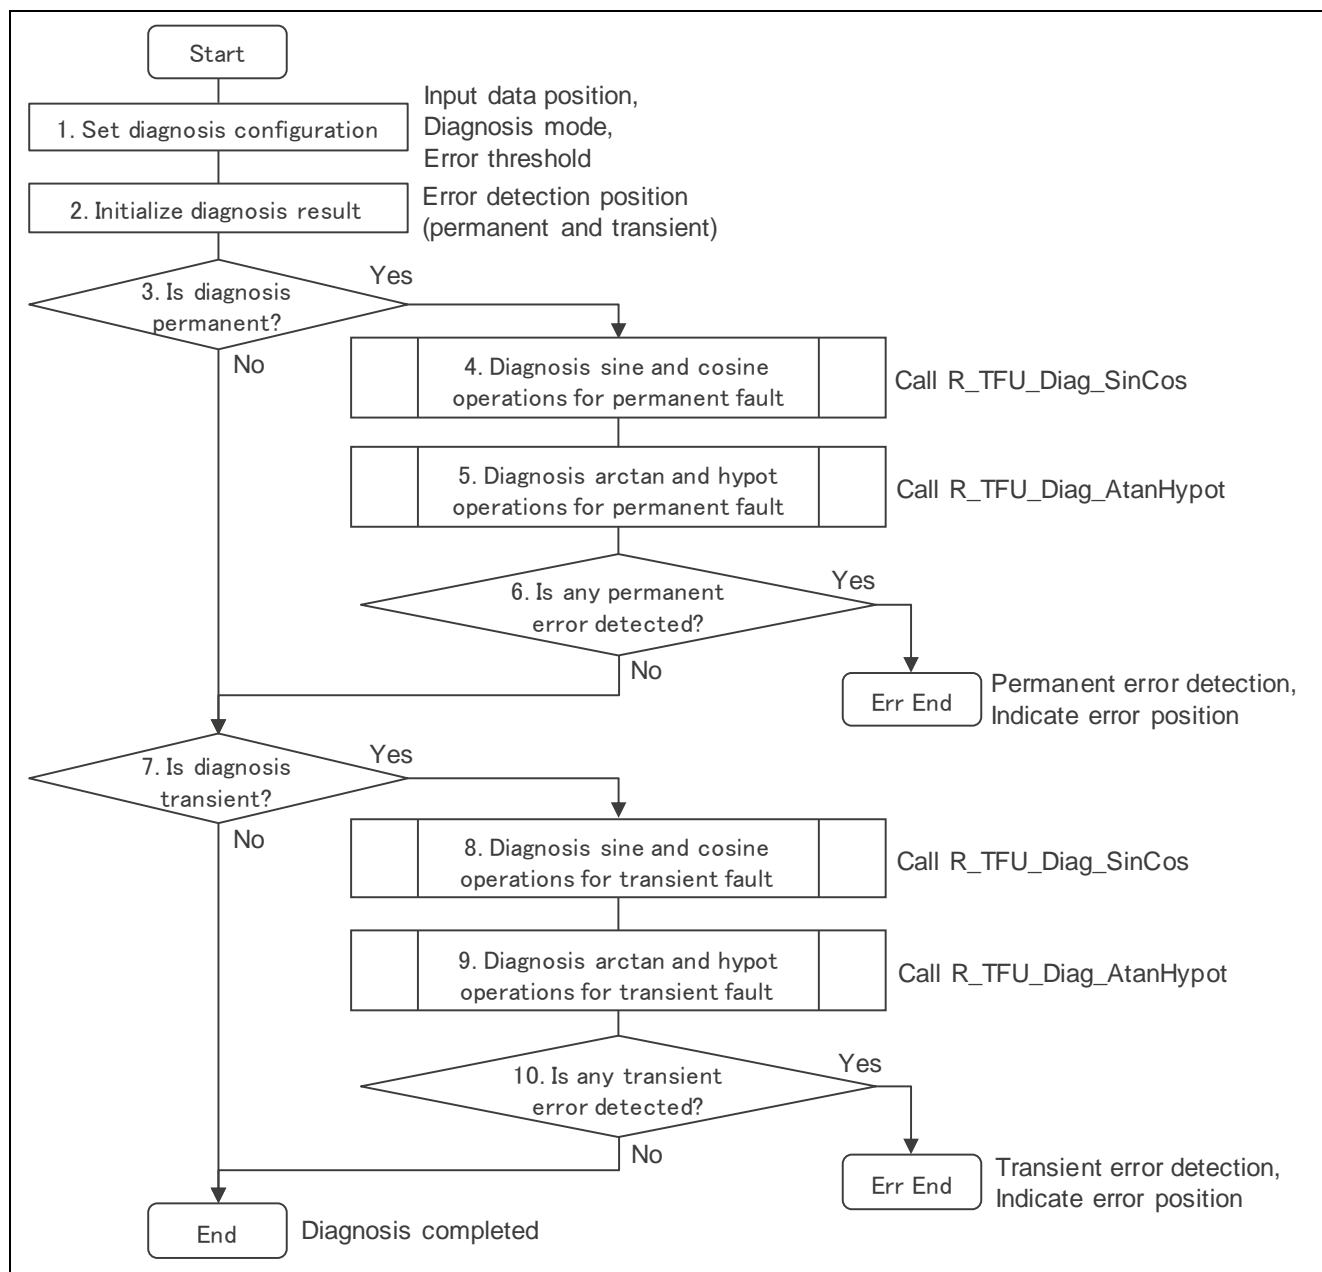 Start
1. Set diagnosis configuration
Input data position,
Diagnosis mode,
Error threshold
2. Initialize diagnosis result
Error detection position
(permanent and transient)
3. Is diagnosis
permanent?
Yes
No
4. Diagnosis sine and cosine
operations for permanent fault
Call R_TFU_Diag_SinCos
5. Diagnosis arctan and hypot
operations for permanent fault
Call R_TFU_Diag_AtanHypot
6. Is any permanent
error detected?
Yes
No
Err End
Permanent error detection,
Indicate error position
7. Is diagnosis
transient?
Yes
No
8. Diagnosis sine and cosine
operations for transient fault
Call R_TFU_Diag_SinCos
9. Diagnosis arctan and hypot
operations for transient fault
Call R_TFU_Diag_AtanHypot
10. Is any transient
error detected?
Yes
No
Err End
Transient error detection,
Indicate error position
End
Diagnosis completed